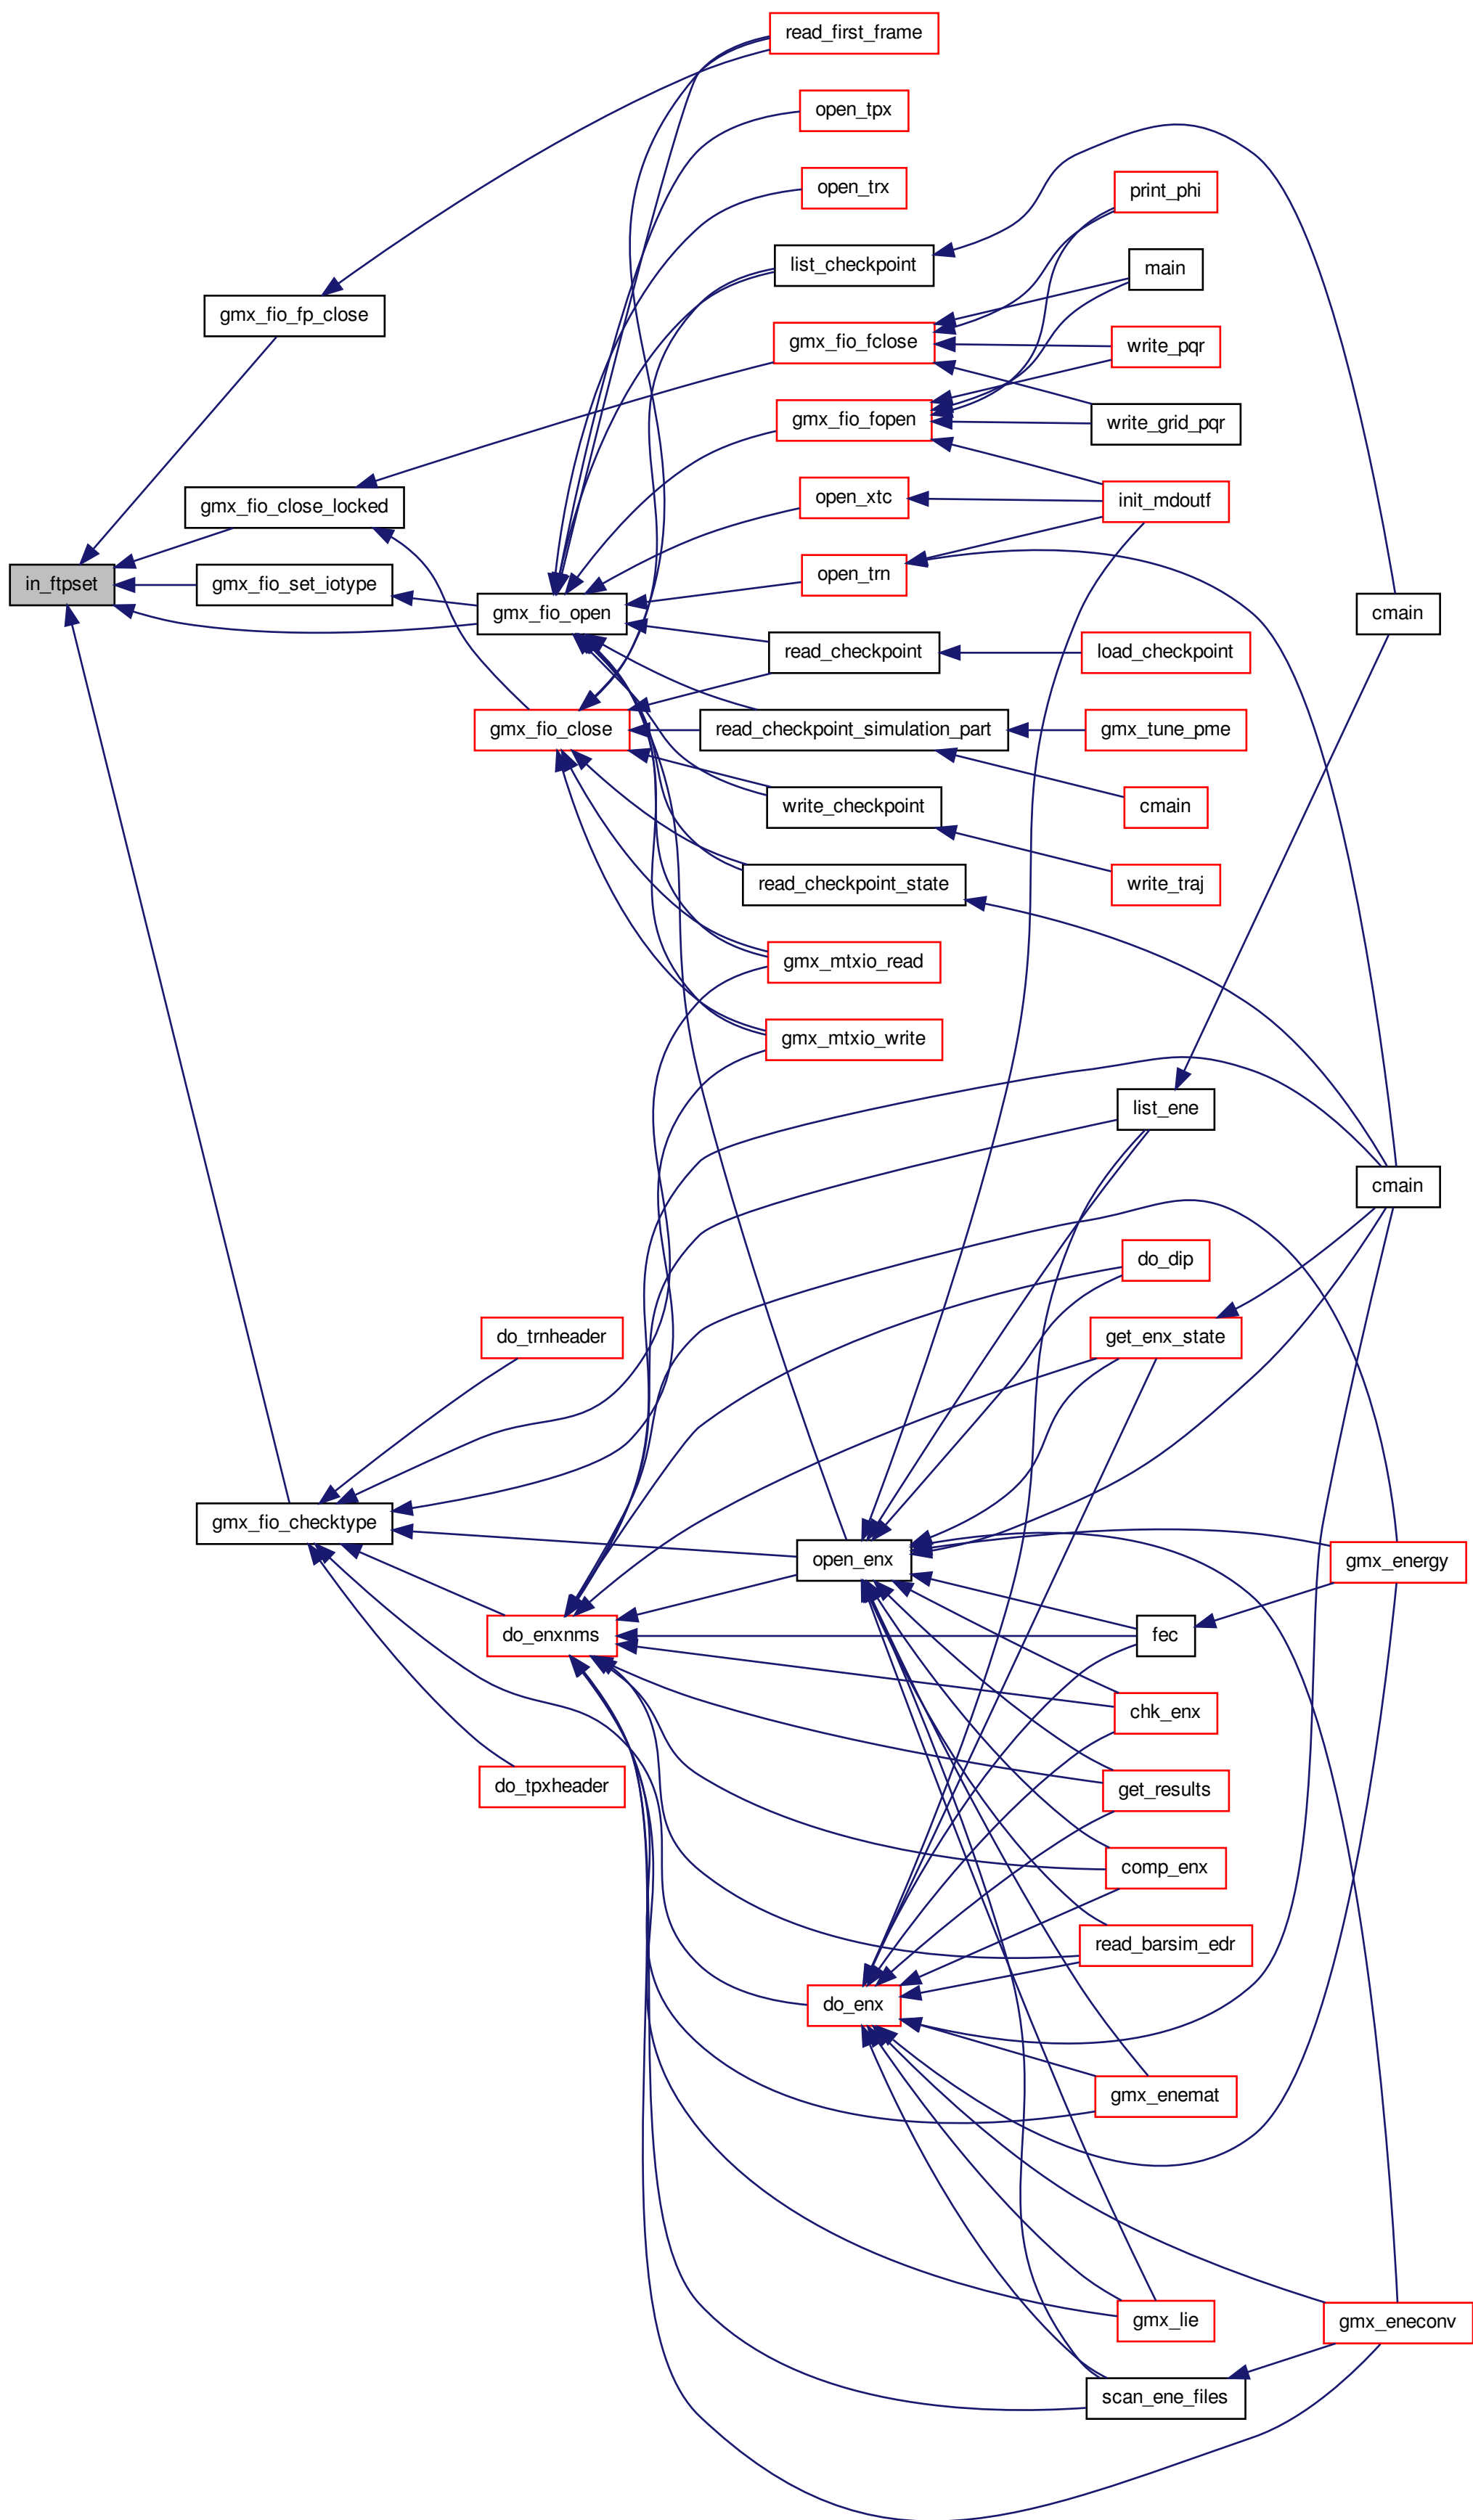 read_first_frame
open_tpx
open_trx
print_phi
list_checkpoint
main
gmx_fio_fp_close
gmx_fio_fclose
write_pqr
gmx_fio_fopen
write_grid_pqr
open_xtc
init_mdoutf
gmx_fio_close_locked
in_ftpset
gmx_fio_set_iotype
open_trn
gmx_fio_open
cmain
read_checkpoint
load_checkpoint
gmx_fio_close
read_checkpoint_simulation_part
gmx_tune_pme
write_checkpoint
cmain
read_checkpoint_state
write_traj
gmx_mtxio_read
gmx_mtxio_write
list_ene
cmain
do_dip
do_trnheader
get_enx_state
gmx_fio_checktype
open_enx
gmx_energy
do_enxnms
fec
chk_enx
do_tpxheader
get_results
comp_enx
read_barsim_edr
do_enx
gmx_enemat
gmx_lie
gmx_eneconv
scan_ene_files